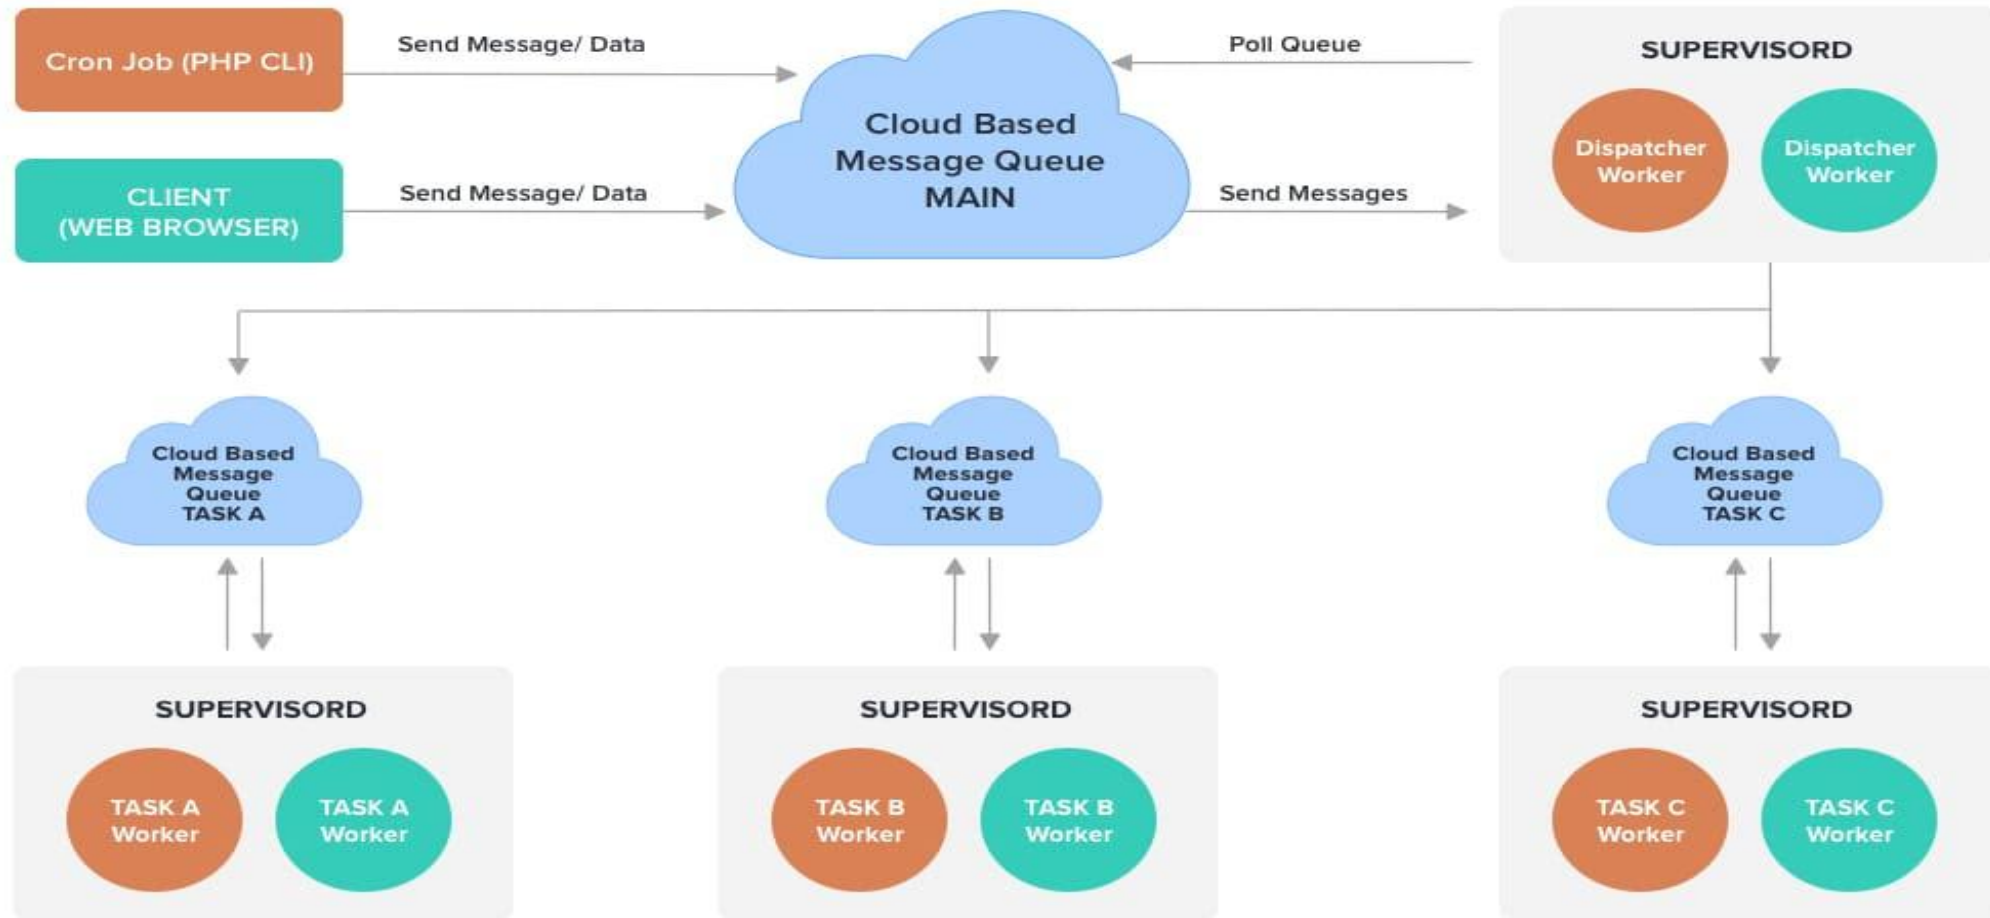 Cron Job (PHP CLI)
Send Message/ Data
Poll Queue
SUPERVISORD
Cloud Based
Message Queue
MAIN
Dispatcher
Worker
Dispatcher
Worker
CLIENT
(WEB BROWSER)
Send Message/ Data
Send Messages
Cloud Based
Message
Queue
TASK A
Cloud Based
Message
Queue
TASK B
Cloud Based
Message
Queue
TASK C
SUPERVISORD
TASK A
Worker
TASK A
Worker
SUPERVISORD
TASK B
Worker
TASK B
Worker
SUPERVISORD
TASK C
Worker
TASK C
Worker